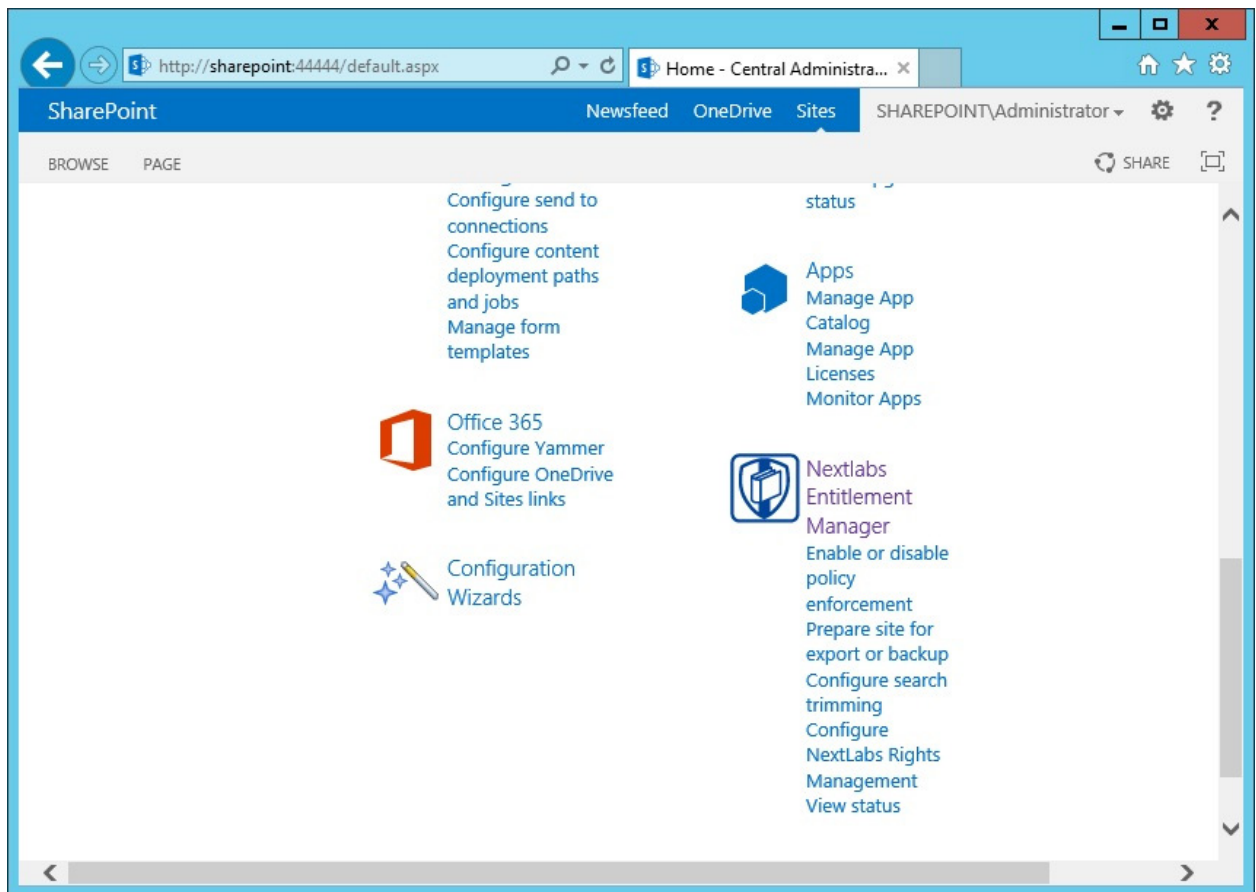 http://sharepoint:44444/default.aspx
Home - Central Administra...
SharePoint
Newsfeed
OneDrive
Sites
SHAREPOINT\Administrator
?
BROWSE
PAGE
SHARE
Configure send to
connections
Configure content
deployment paths
and jobs
Manage form
templates
Office 365
Configure Yammer
Configure OneDrive
and Sites links
Configuration
Wizards
status
Apps
Manage App
Catalog
Manage App
Licenses
Monitor Apps
Nextlabs
Entitlement
Manager
Enable or disable
policy
enforcement
Prepare site for
export or backup
Configure search
trimming
Configure
NextLabs Rights
Management
View status